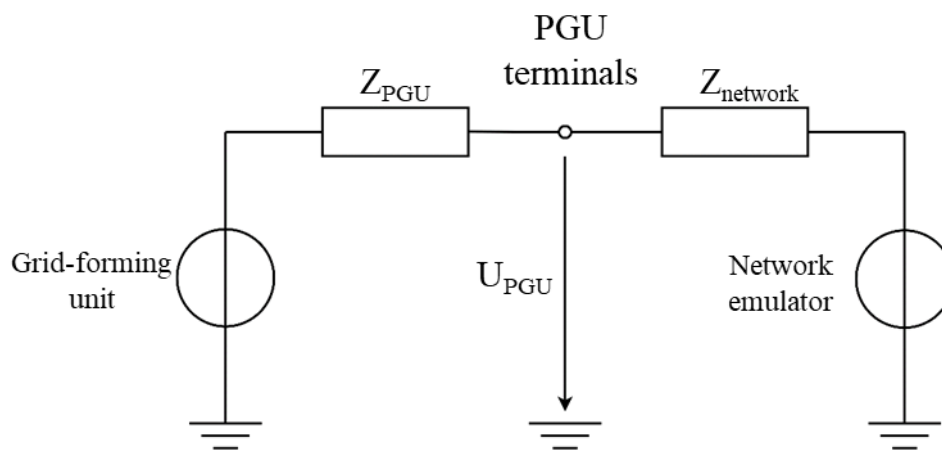 PGU
terminals
Z_PGU
Z_network
Grid-forming
unit
U_PGU
Network
emulator